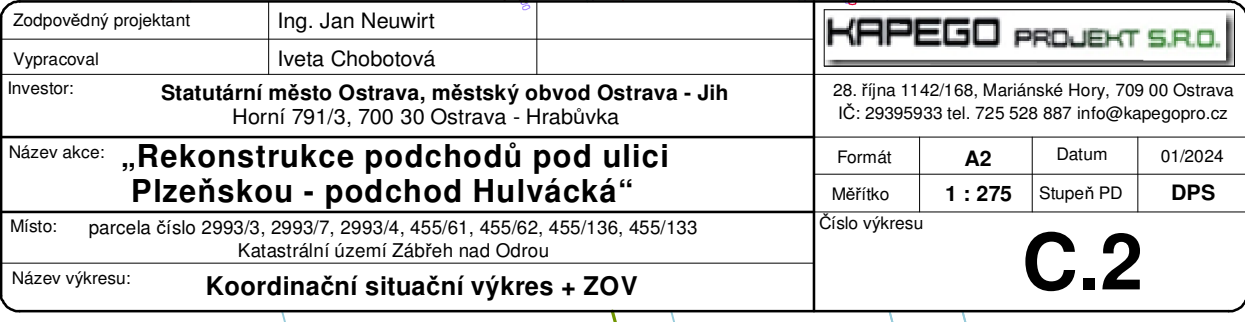 Zodpovědný projektant Ing. Jan Neuwirt
Vypracoval Iveta Chobotová
KAPEGO PROJEKT S.R.O.
Investor: Statutární město Ostrava, městský obvod Ostrava - Jih
Horní 791/3, 700 30 Ostrava - Hrabůvka
28. října 1142/168, Mariánské Hory, 709 00 Ostrava
IČ: 29395933 tel. 725 528 887 info@kapegopro.cz
Název akce: „Rekonstrukce podchodů pod ulicí
Plzeňskou - podchod Hulvácká“
Formát A2 Datum 01/2024
Měřítko 1 : 275 Stupeň PD DPS
Místo: parcela číslo 2993/3, 2993/7, 2993/4, 455/61, 455/62, 455/136, 455/133
Katastrální území Zábřeh nad Odrou
Číslo výkresu
C.2
Název výkresu: Koordinační situační výkres + ZOV